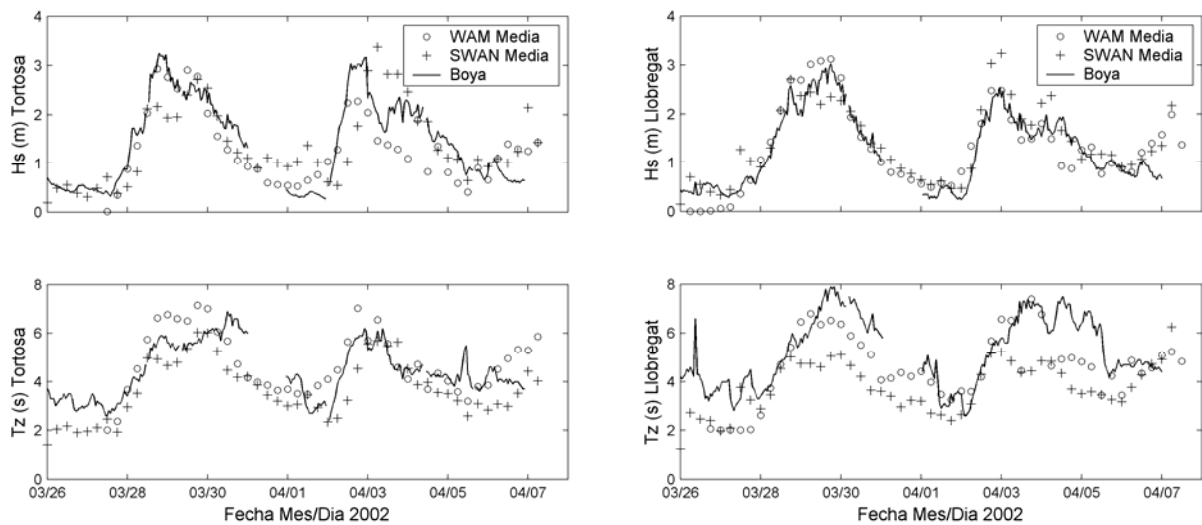 4
3
2
1
0
Hs (m) Tortosa
WAM Media
SWAN Media
Boya
4
3
2
1
0
Hs (m) Llobregat
WAM Media
SWAN Media
Boya
8
6
4
2
0
Tz (s) Tortosa
03/26 03/28 03/30 04/01 04/03 04/05 04/07
Fecha Mes/Dia 2002
8
6
4
2
0
Tz (s) Llobregat
03/26 03/28 03/30 04/01 04/03 04/05 04/07
Fecha Mes/Dia 2002